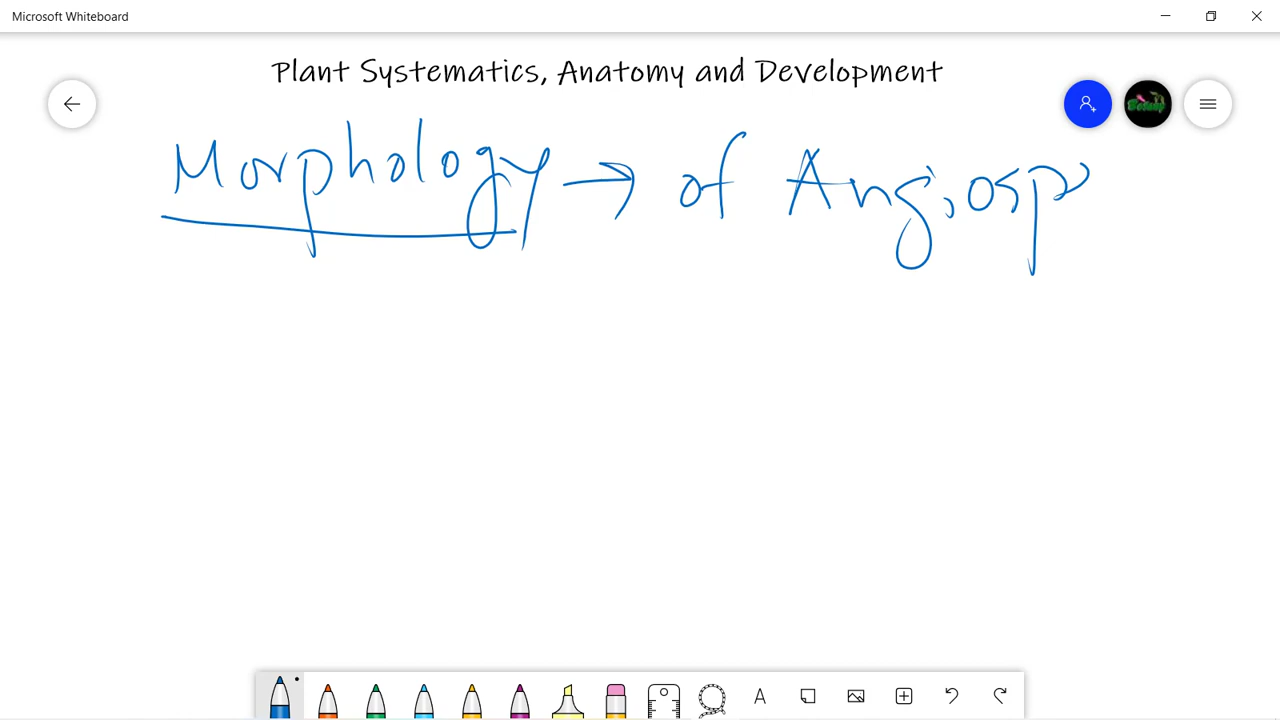 Microsoft Whiteboard
Plant Systematics, Anatomy and Development
Morphology → of Angiosp
A